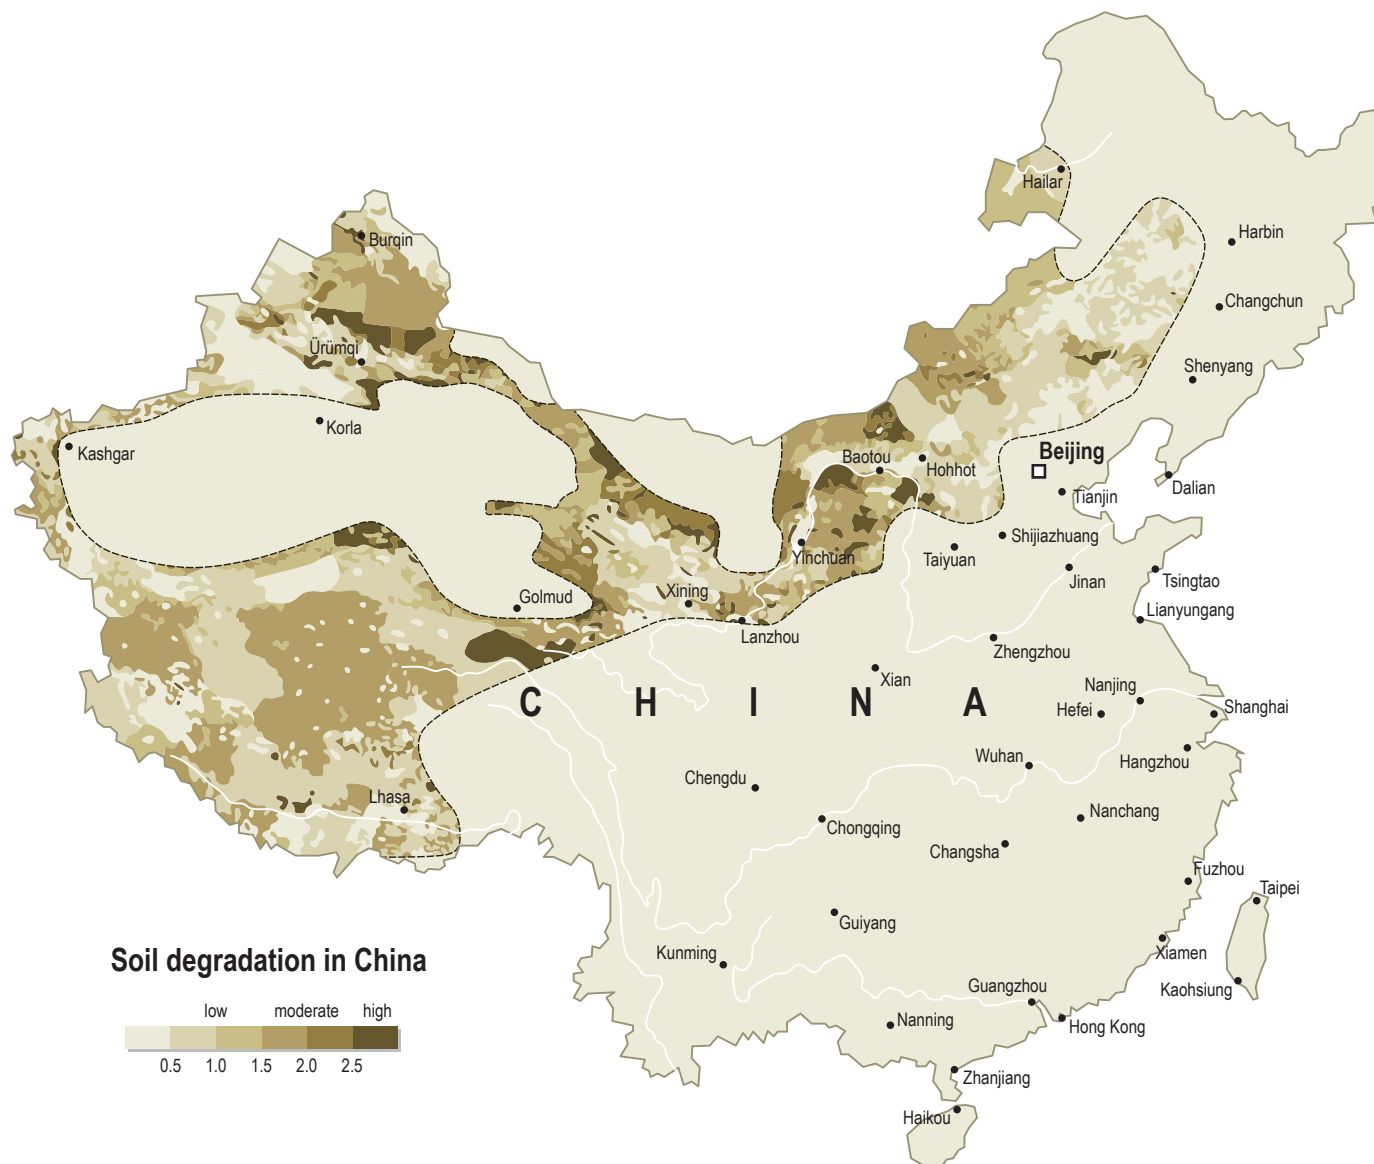 Hailar
Harbin
Burqin
Changchun
Ürümqi
Shenyang
Korla
Kashgar
Baotou
Hohhot
Beijing
Dalian
Tianjin
Shijiazhuang
Yinchuan
Taiyuan
Jinan
Tsingtao
Golmud
Xining
Lianyungang
Lanzhou
Zhengzhou
Xian
Nanjing
C H I N A
Hefei
Shanghai
Wuhan
Hangzhou
Chengdu
Lhasa
Nanchang
Chongqing
Changsha
Fuzhou
Taipei
Guiyang
Kunming
Xiamen
Soil degradation in China
Guangzhou
Kaohsiung
low moderate high
Nanning
Hong Kong
0.5 1.0 1.5 2.0 2.5
Zhanjiang
Haikou